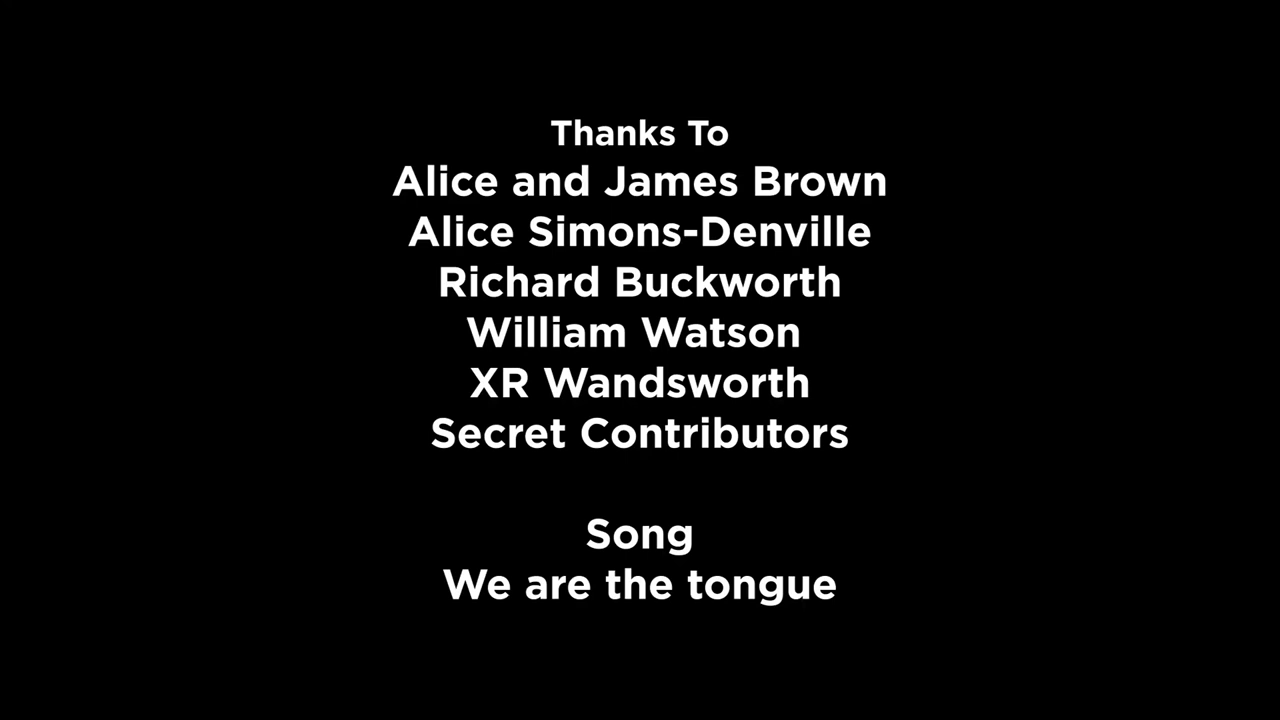 Thanks To
Alice and James Brown
Alice Simons-Denville
Richard Buckworth
William Watson
XR Wandsworth
Secret Contributors
Song
We are the tongue